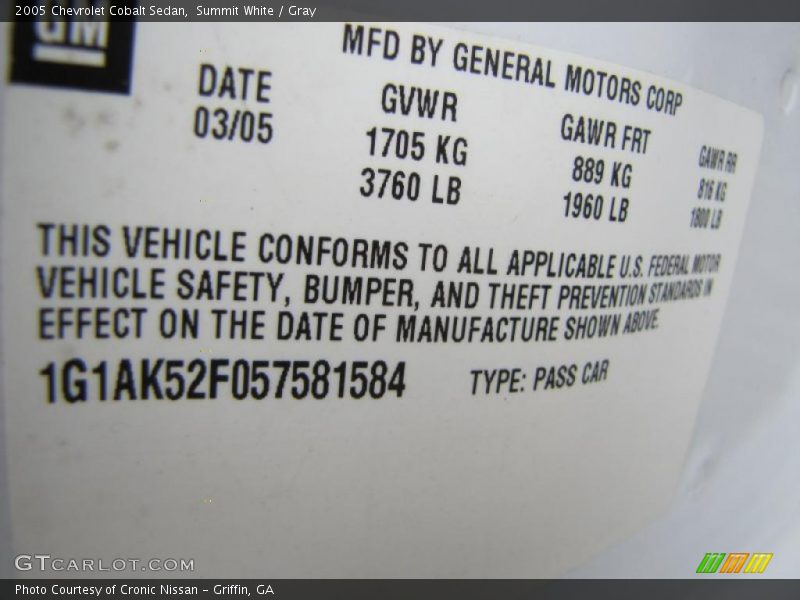 2005 Chevrolet Cobalt Sedan,  Summit White / Gray
GM
MFD BY GENERAL MOTORS CORP
DATE
03/05
GVWR
1705 KG
3760 LB
GAWR FRT
889 KG
1960 LB
GAWR RR
816 KG
1800 LB
THIS VEHICLE CONFORMS TO ALL APPLICABLE U.S. FEDERAL MOTOR
VEHICLE SAFETY, BUMPER, AND THEFT PREVENTION STANDARDS IN
EFFECT ON THE DATE OF MANUFACTURE SHOWN ABOVE.
1G1AK52F057581584
TYPE: PASS CAR
GTCARLOT.COM
Photo Courtesy of Cronic Nissan - Griffin, GA